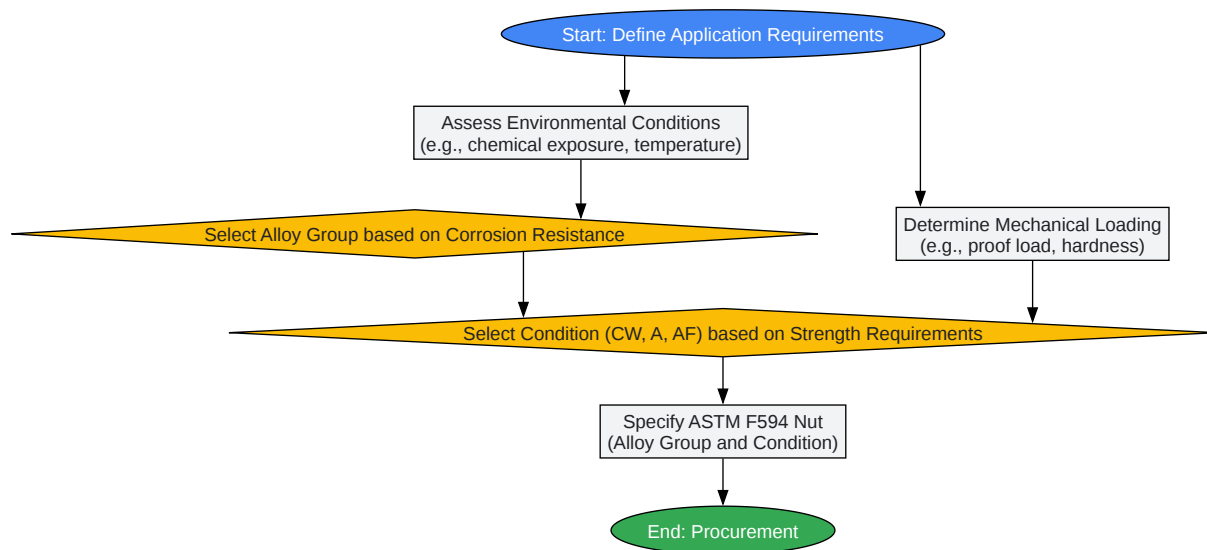 Start: Define Application Requirements
Assess Environmental Conditions
(e.g., chemical exposure, temperature)
Select Alloy Group based on Corrosion Resistance
Determine Mechanical Loading
(e.g., proof load, hardness)
Select Condition (CW, A, AF) based on Strength Requirements
Specify ASTM F594 Nut
(Alloy Group and Condition)
End: Procurement